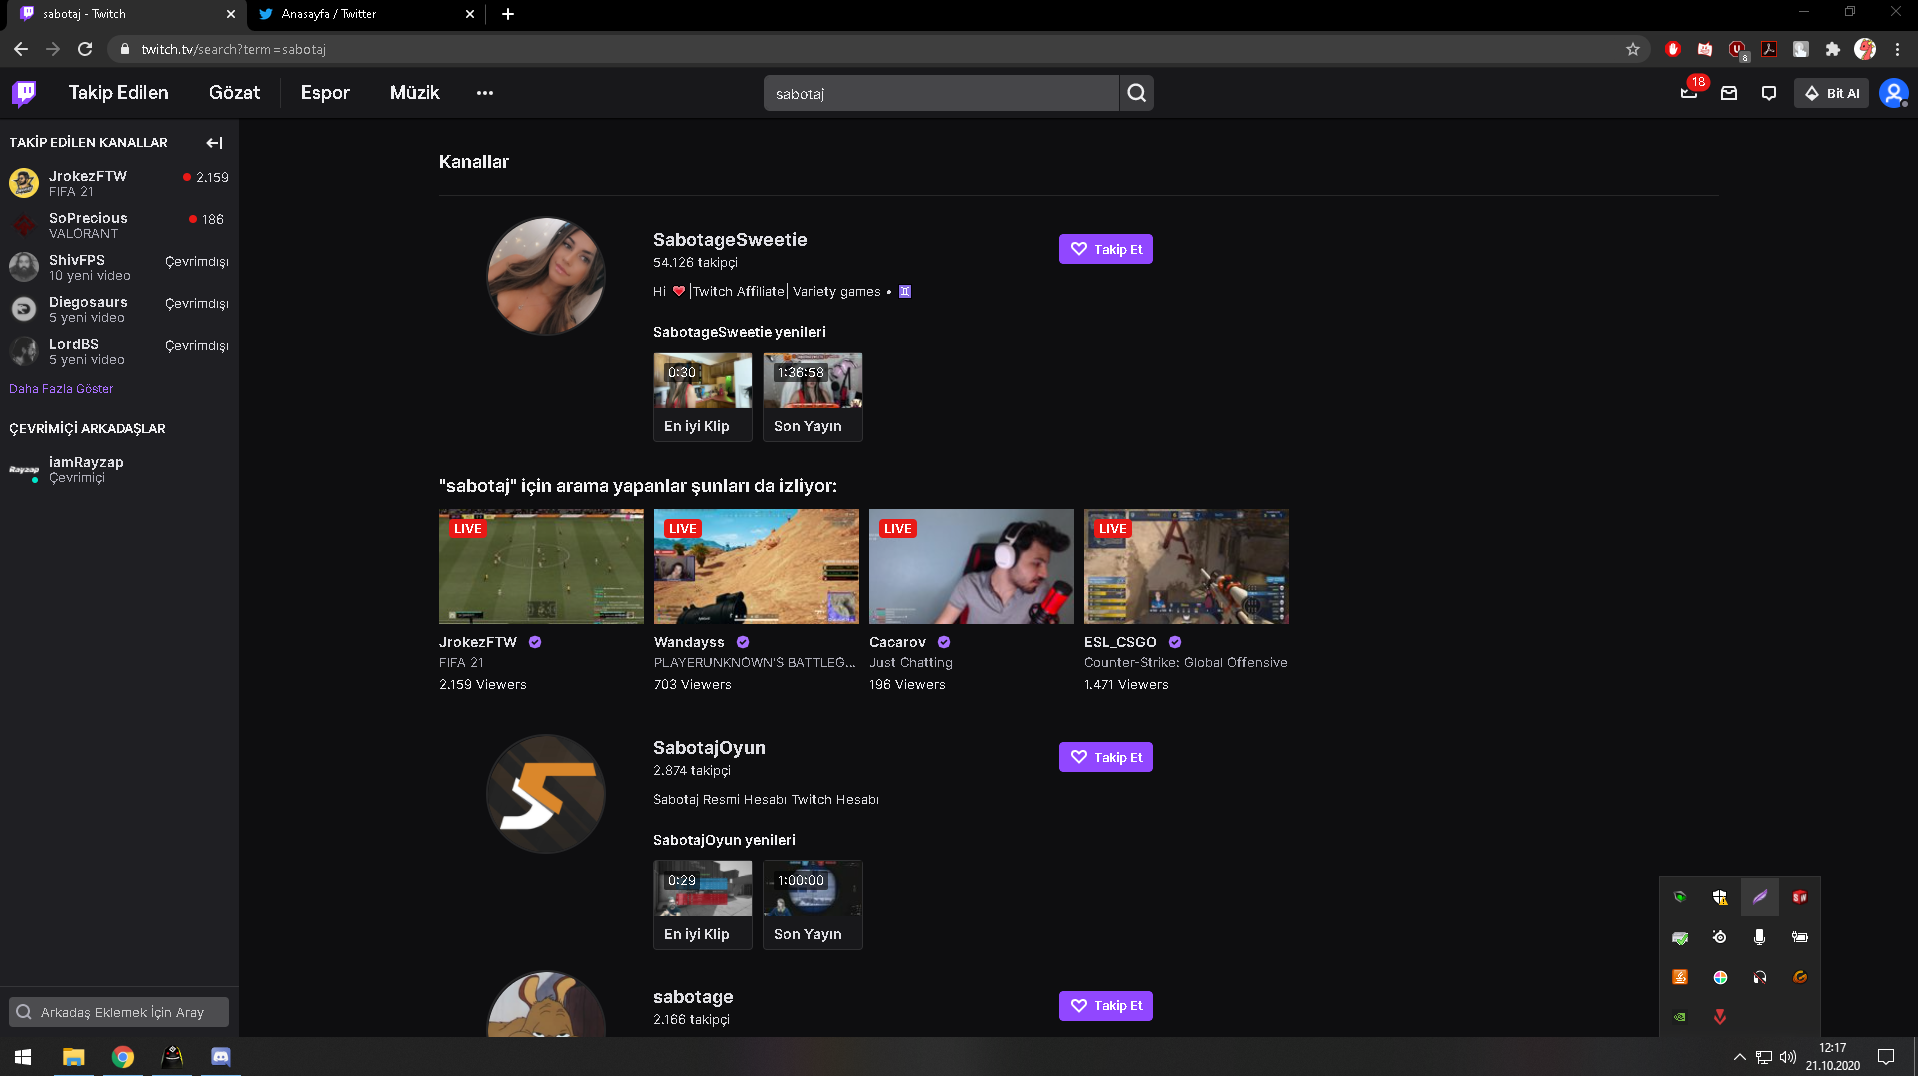 sabotaj - Twitch
Anasayfa / Twitter
twitch.tv/search?term=sabotaj
8
Takip Edilen
Gözat
Espor
Müzik
sabotaj
18
Bit Al
TAKİP EDİLEN KANALLAR
JrokezFTW
2.159
FIFA 21
SoPrecious
186
VALORANT
ShivFPS
Çevrimdışı
10 yeni video
Diegosaurs
Çevrimdışı
5 yeni video
LordBS
Çevrimdışı
5 yeni video
Daha Fazla Göster
ÇEVRİMİÇİ ARKADAŞLAR
Rayzap
iamRayzap
Çevrimiçi
Arkadaş Eklemek İçin Ara
Kanallar
SabotageSweetie
54.126 takipçi
Hi ❤️ |Twitch Affiliate| Variety games • ♊
Takip Et
SabotageSweetie yenileri
0:30
1:36:58
En iyi Klip
Son Yayın
"sabotaj" için arama yapanlar şunları da izliyor:
LIVE
LIVE
LIVE
LIVE
JrokezFTW
FIFA 21
2.159 Viewers
Wandayss
PLAYERUNKNOWN'S BATTLEG...
703 Viewers
Cacarov
Just Chatting
196 Viewers
ESL_CSGO
Counter-Strike: Global Offensive
1.471 Viewers
SabotajOyun
2.874 takipçi
Sabotaj Resmi Hesabı Twitch Hesabı
Takip Et
SabotajOyun yenileri
0:29
1:00:00
En iyi Klip
Son Yayın
sabotage
2.166 takipçi
Takip Et
12:17
21.10.2020